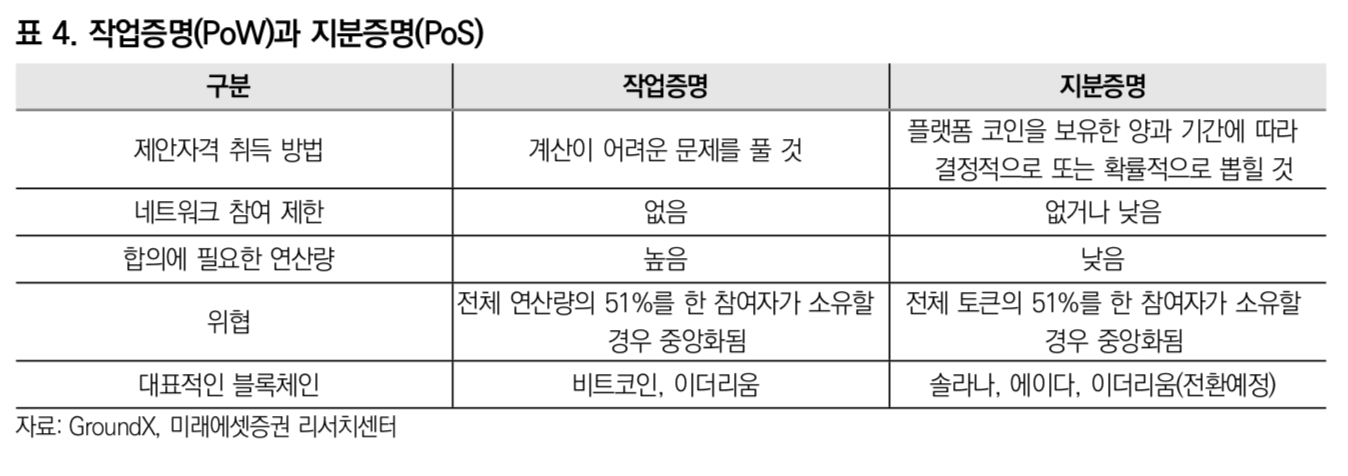 표 4. 작업증명(PoW)과 지분증명(PoS)
구분 작업증명 지분증명
제안자격 취득 방법 계산이 어려운 문제를 풀 것 플랫폼 코인을 보유한 양과 기간에 따라
결정적으로 또는 확률적으로 뽑힐 것
네트워크 참여 제한 없음 없거나 낮음
합의에 필요한 연산량 높음 낮음
위협 전체 연산량의 51%를 한 참여자가 소유할
경우 중앙화됨
전체 토큰의 51%를 한 참여자가 소유할
경우 중앙화됨
대표적인 블록체인 비트코인, 이더리움 솔라나, 에이다, 이더리움(전환예정)
자료: GroundX, 미래에셋증권 리서치센터